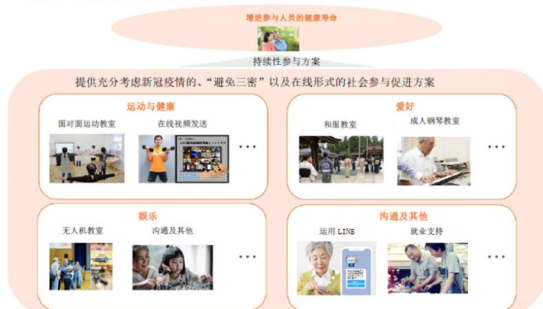 增进参与人员的健康寿命
持续性参与方案
提供充分考虑新冠疫情的、“避免三密” 以及在线形式的社会参与促进方案
运动与健康
面对面运动教室
在线视频发送
爱好
和服教室
成人钢琴教室
娱乐
无人机教室
沟通及其他
沟通及其他
运用 LINE
就业支持